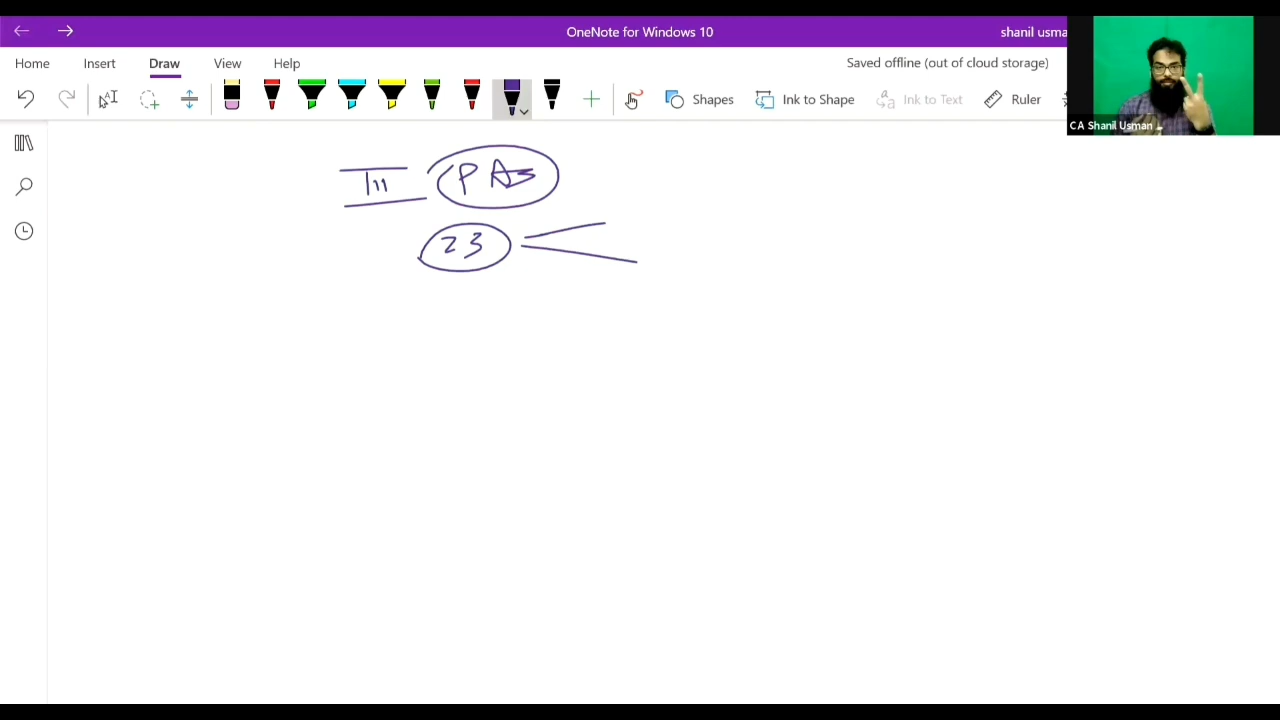 OneNote for Windows 10
shanil usma
Home Insert Draw View Help
Saved offline (out of cloud storage)
Shapes Ink to Shape Ink to Text Ruler
CA Shanil Usman
PAs
23